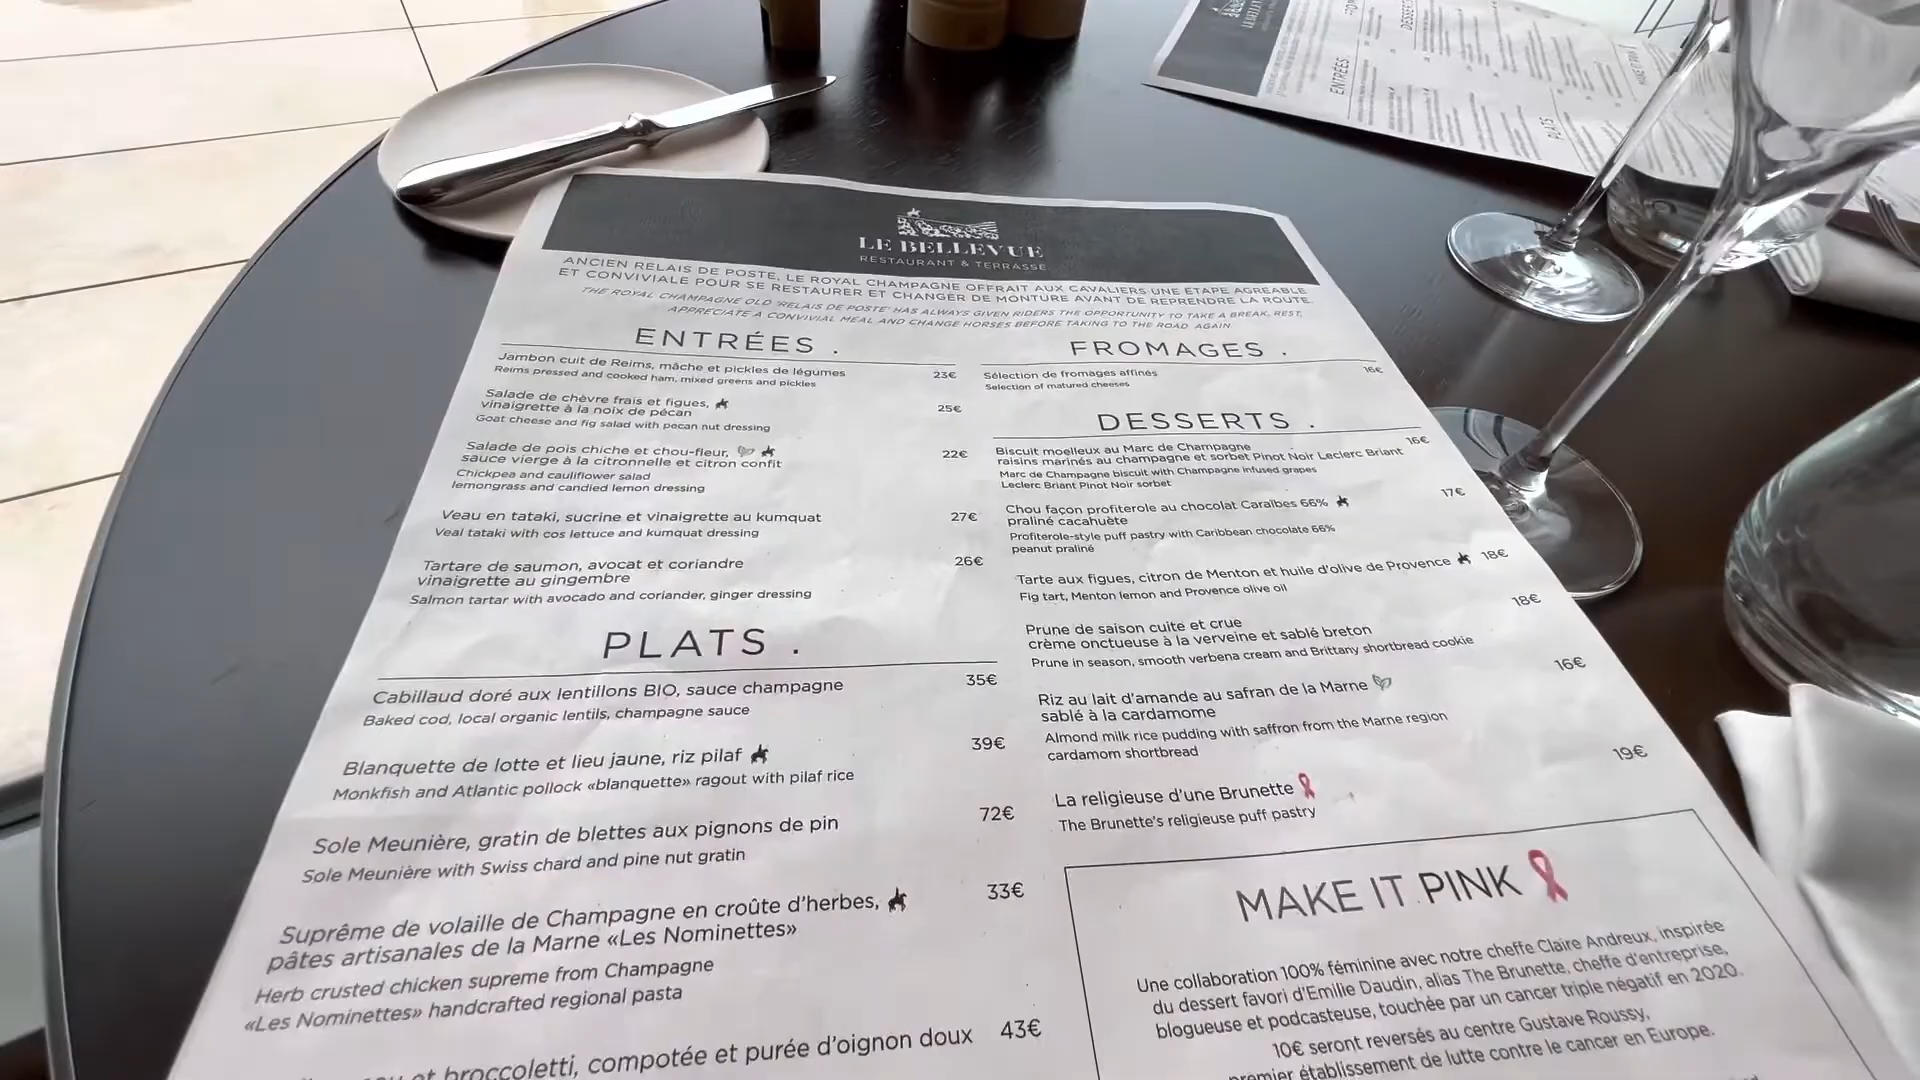 LE BELLEVUE
RESTAURANT & TERRASSE
ANCIEN RELAIS DE POSTE, LE ROYAL CHAMPAGNE OFFRAIT AUX CAVALIERS UNE ETAPE AGREABLE
ET CONVIVIALE POUR SE RESTAURER ET CHANGER DE MONTURE AVANT DE REPRENDRE LA ROUTE.
THE ROYAL CHAMPAGNE OLD 'RELAIS DE POSTE' HAS ALWAYS GIVEN RIDERS THE OPPORTUNITY TO TAKE A BREAK, REST,
APPRECIATE A CONVIVIAL MEAL AND CHANGE HORSES BEFORE TAKING TO THE ROAD AGAIN.
ENTRÉES .
Jambon cuit de Reims, mâche et pickles de légumes 23€
Reims pressed and cooked ham, mixed greens and pickles
Salade de chèvre frais et figues, 25€
vinaigrette à la noix de pécan
Goat cheese and fig salad with pecan nut dressing
Salade de pois chiche et chou-fleur, 22€
sauce vierge à la citronnelle et citron confit
Chickpea and cauliflower salad
lemongrass and candied lemon dressing
Veau en tataki, sucrine et vinaigrette au kumquat 27€
Veal tataki with cos lettuce and kumquat dressing
Tartare de saumon, avocat et coriandre 26€
vinaigrette au gingembre
Salmon tartar with avocado and coriander, ginger dressing
PLATS .
Cabillaud doré aux lentillons BIO, sauce champagne 35€
Baked cod, local organic lentils, champagne sauce
Blanquette de lotte et lieu jaune, riz pilaf 39€
Monkfish and Atlantic pollock «blanquette» ragout with pilaf rice
Sole Meunière, gratin de blettes aux pignons de pin 72€
Sole Meunière with Swiss chard and pine nut gratin
Suprême de volaille de Champagne en croûte d'herbes, 33€
pâtes artisanales de la Marne «Les Nominettes»
Herb crusted chicken supreme from Champagne
«Les Nominettes» handcrafted regional pasta
et broccoletti, compotée et purée d'oignon doux 43€
FROMAGES .
Sélection de fromages affinés 16€
Selection of matured cheeses
DESSERTS .
Biscuit moelleux au Marc de Champagne 16€
raisins marinés au champagne et sorbet Pinot Noir Leclerc Briant
Marc de Champagne biscuit with Champagne infused grapes
Leclerc Briant Pinot Noir sorbet
Chou façon profiterole au chocolat Caraïbes 66% 17€
praliné cacahuète
Profiterole-style puff pastry with Caribbean chocolate 66%
peanut praliné
Tarte aux figues, citron de Menton et huile d'olive de Provence 18€
Fig tart, Menton lemon and Provence olive oil
Prune de saison cuite et crue 18€
crème onctueuse à la verveine et sablé breton
Prune in season, smooth verbena cream and Brittany shortbread cookie
Riz au lait d'amande au safran de la Marne 16€
sablé à la cardamome
Almond milk rice pudding with saffron from the Marne region
cardamom shortbread
La religieuse d'une Brunette 19€
The Brunette's religieuse puff pastry
MAKE IT PINK
Une collaboration 100% féminine avec notre cheffe Claire Andreux, inspirée
du dessert favori d'Emilie Daudin, alias The Brunette, cheffe d'entreprise,
blogueuse et podcasteuse, touchée par un cancer triple négatif en 2020.
10€ seront reversés au centre Gustave Roussy,
premier établissement de lutte contre le cancer en Europe.
ENTRÉES
PLATS
MAKE IT PINK